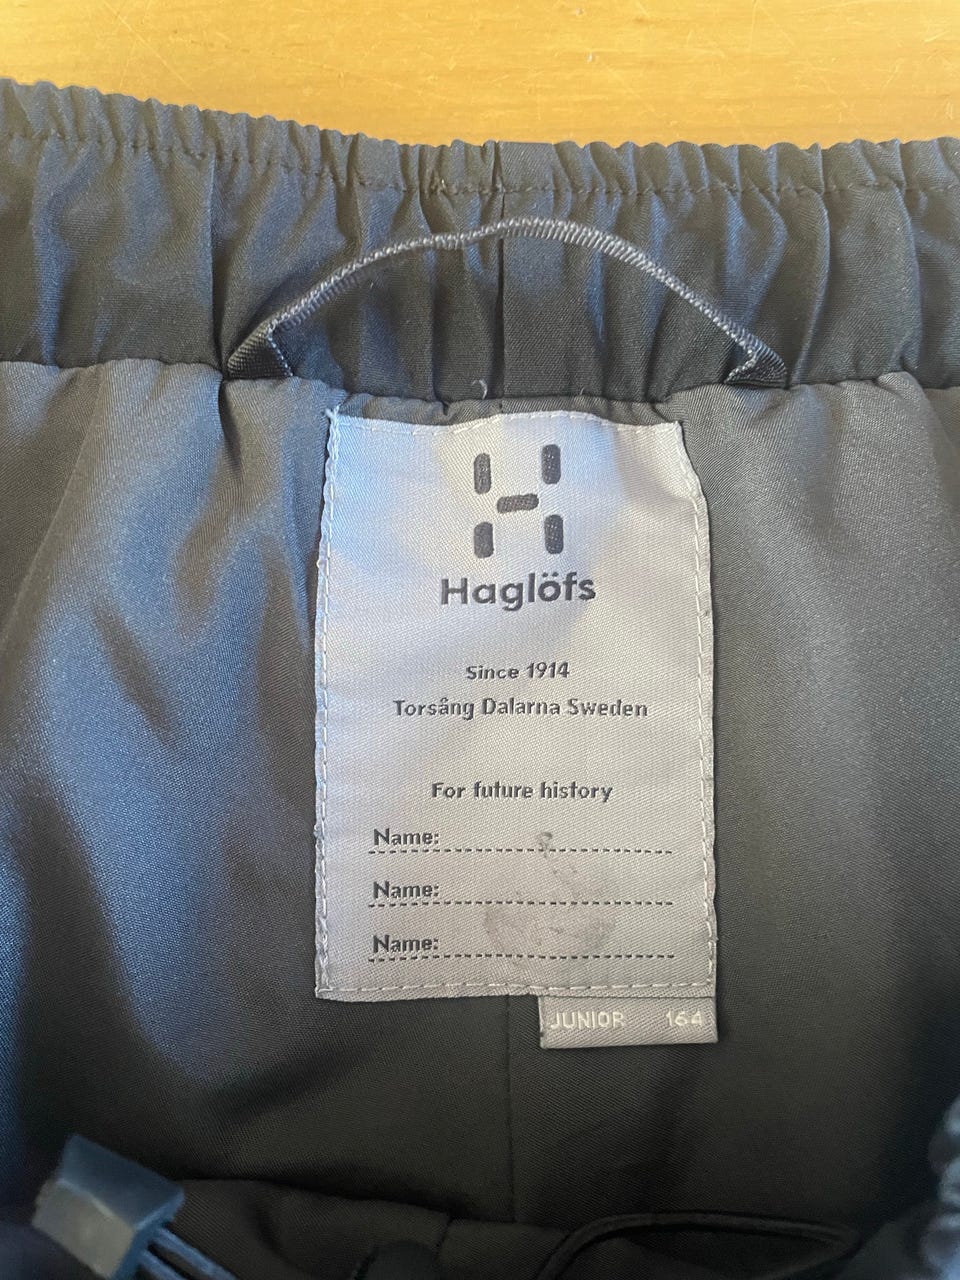 Haglöfs
Since 1914
Torsång Dalarna Sweden
For future history
Name:
Name:
Name:
JUNIOR 164